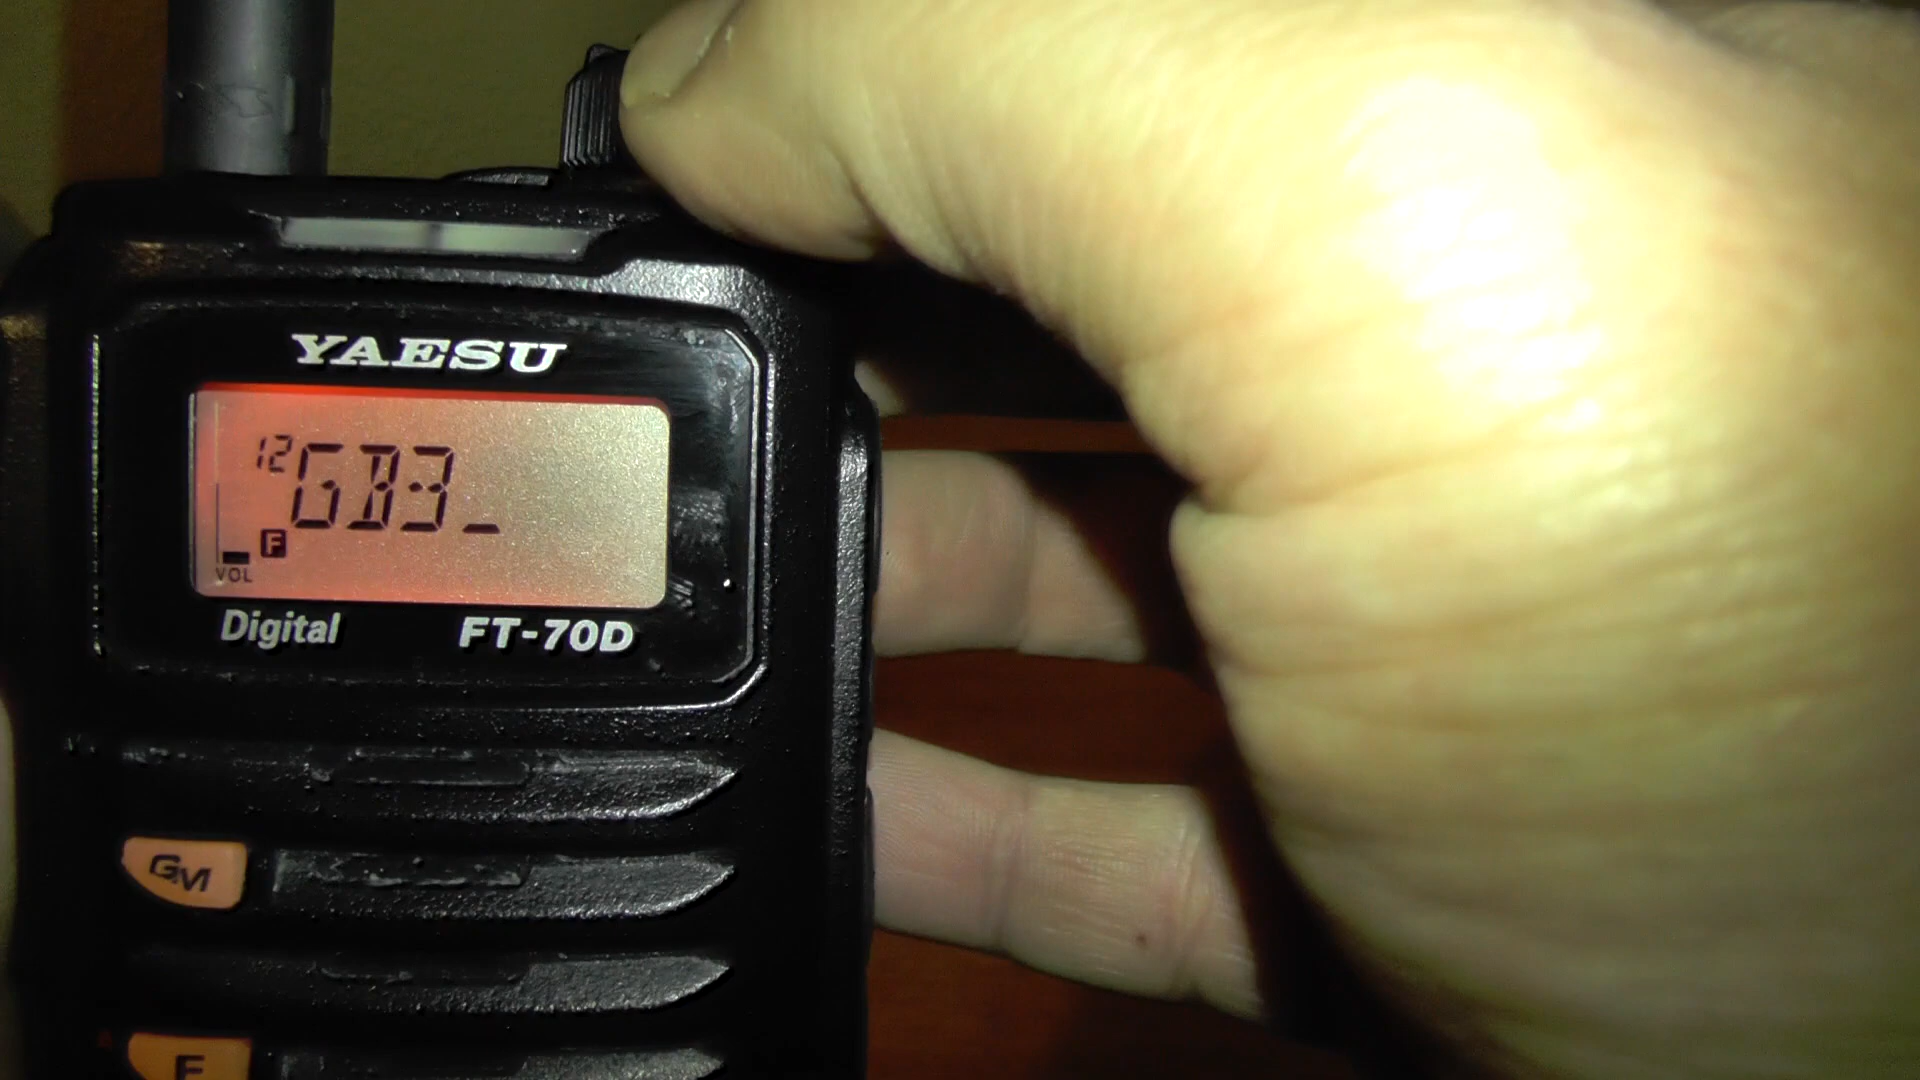 YAESU
12 GB3_
F
VOL
Digital FT-70D
GM
F